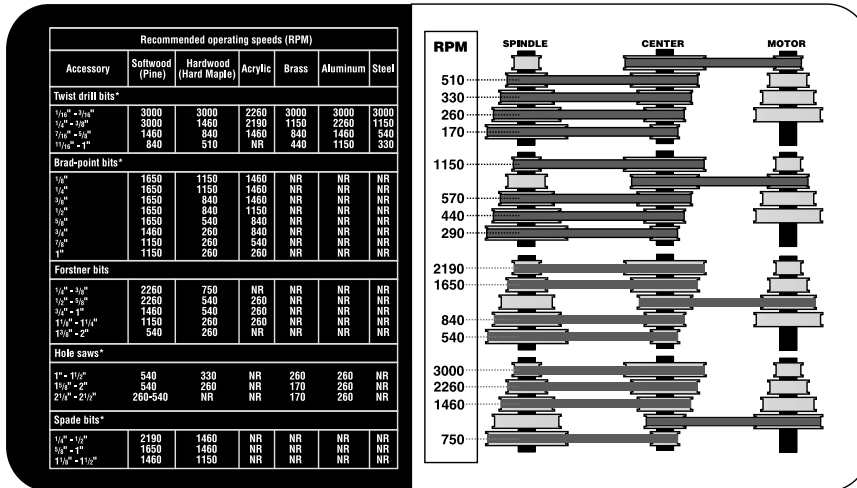 Recommended operating speeds (RPM)
Accessory Softwood (Pine) Hardwood (Hard Maple) Acrylic Brass Aluminum Steel
Twist drill bits*
1/16" - 3/16" 3000 3000 2260 3000 3000 3000
1/4" - 3/8" 3000 1460 2190 1150 2260 1150
7/16" - 5/8" 1460 840 1460 840 1460 540
11/16" - 1" 840 510 NR 440 1150 330
Brad-point bits*
1/8" 1650 1150 1460 NR NR NR
1/4" 1650 1150 1460 NR NR NR
3/8" 1650 840 1460 NR NR NR
1/2" 1650 840 1150 NR NR NR
5/8" 1650 540 840 NR NR NR
3/4" 1460 260 840 NR NR NR
7/8" 1150 260 540 NR NR NR
1" 1150 260 260 NR NR NR
Forstner bits
1/4" - 3/8" 2260 750 NR NR NR NR
1/2" - 5/8" 2260 540 260 NR NR NR
3/4" - 1" 1460 540 260 NR NR NR
1 1/8" - 1 1/4" 1150 260 260 NR NR NR
1 3/8" - 2" 540 260 NR NR NR NR
Hole saws*
1" - 1 1/2" 540 330 NR 260 260 NR
1 5/8" - 2" 540 260 NR 170 260 NR
2 1/8" - 2 1/2" 260-540 NR NR 170 260 NR
Spade bits*
1/4" - 1/2" 2190 1460 NR NR NR NR
5/8" - 1" 1650 1460 NR NR NR NR
1 1/8" - 1 1/2" 1460 1150 NR NR NR NR
RPM SPINDLE CENTER MOTOR
510
330
260
170
1150
570
440
290
2190
1650
840
540
3000
2260
1460
750